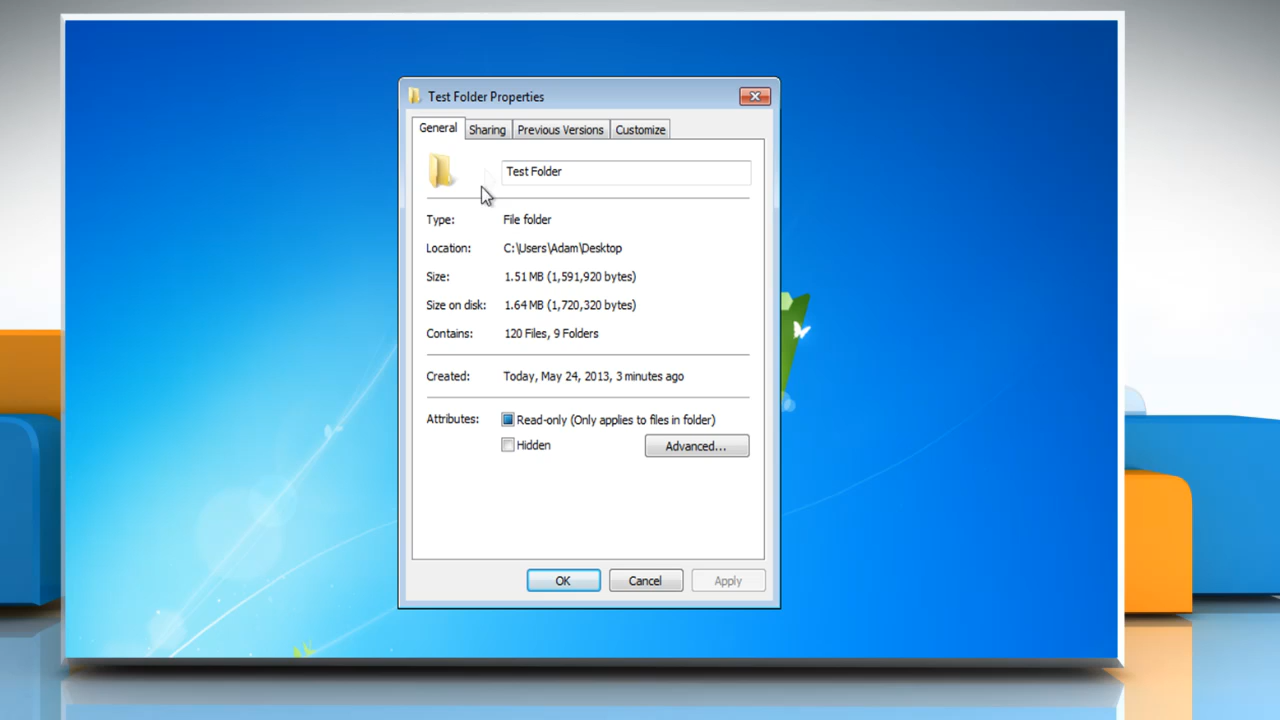 Test Folder Properties
General Sharing Previous Versions Customize
Test Folder
Type: File folder
Location: C:\Users\Adam\Desktop
Size: 1.51 MB (1,591,920 bytes)
Size on disk: 1.64 MB (1,720,320 bytes)
Contains: 120 Files, 9 Folders
Created: Today, May 24, 2013, 3 minutes ago
Attributes: Read-only (Only applies to files in folder)
Hidden Advanced...
OK Cancel Apply